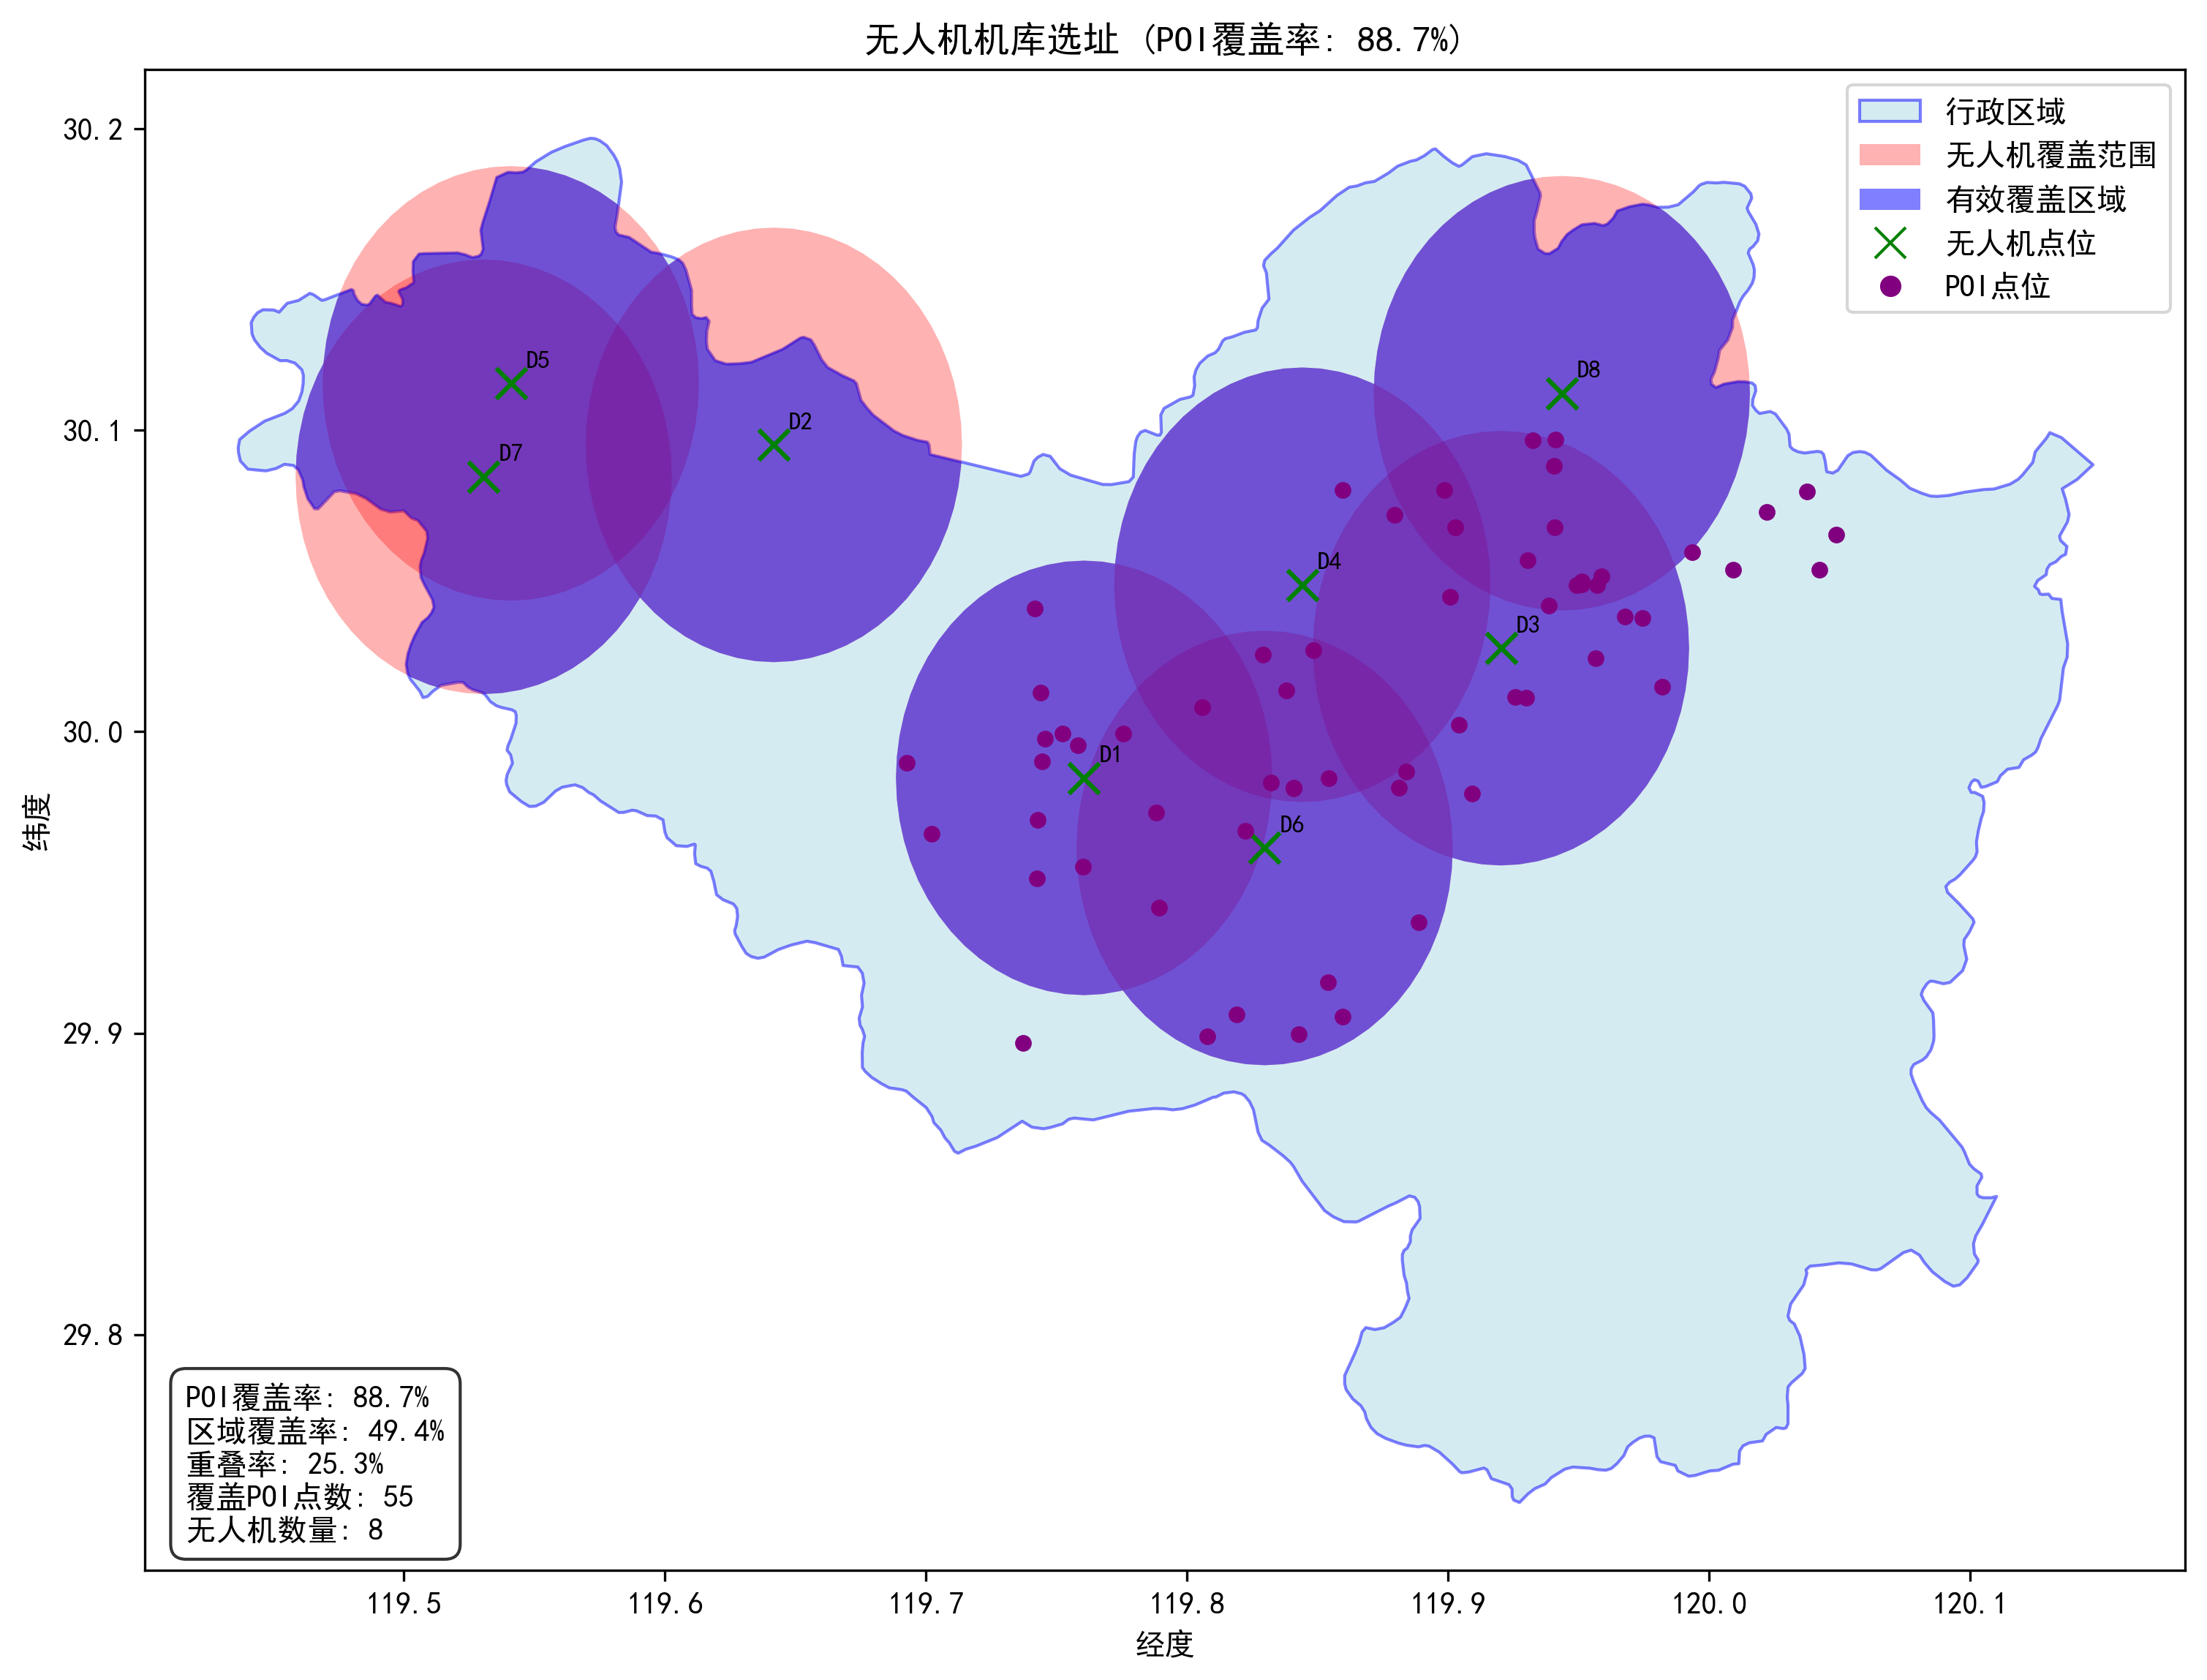 无人机机库选址 (POI覆盖率: 88.7%)
30.2
30.1
30.0
29.9
29.8
纬度
行政区域
无人机覆盖范围
有效覆盖区域
无人机点位
POI点位
D5
D2
D7
D8
D4
D3
D1
D6
POI覆盖率: 88.7%
区域覆盖率: 49.4%
重叠率: 25.3%
覆盖POI点数: 55
无人机数量: 8
119.5
119.6
119.7
119.8
119.9
120.0
120.1
经度